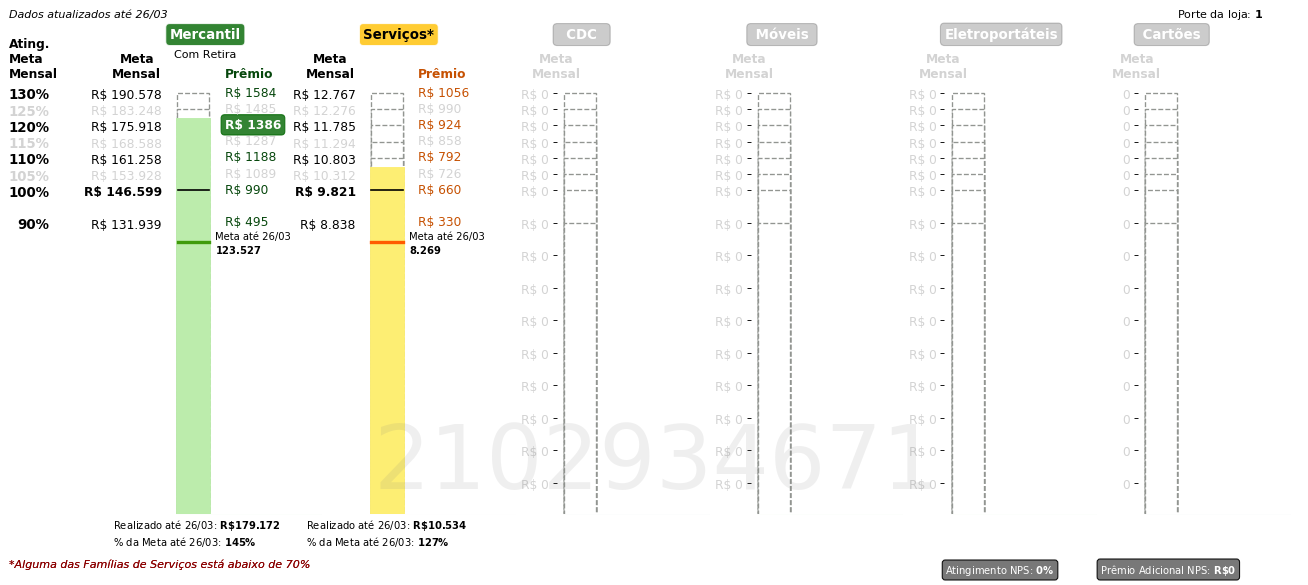 Dados atualizados até 26/03
Porte da loja: 1
Mercantil Serviços* CDC Móveis Eletroportáteis Cartões
Com Retira
Ating. Meta Mensal
Meta Mensal Prêmio Meta Mensal Prêmio Meta Mensal Meta Mensal Meta Mensal Meta Mensal
130% R$ 190.578 R$ 1584 R$ 12.767 R$ 1056 R$ 0 R$ 0 R$ 0 0
125% R$ 183.248 R$ 1485 R$ 12.276 R$ 990 R$ 0 R$ 0 R$ 0 0
120% R$ 175.918 R$ 1386 R$ 11.785 R$ 924 R$ 0 R$ 0 R$ 0 0
115% R$ 168.588 R$ 1287 R$ 11.294 R$ 858 R$ 0 R$ 0 R$ 0 0
110% R$ 161.258 R$ 1188 R$ 10.803 R$ 792 R$ 0 R$ 0 R$ 0 0
105% R$ 153.928 R$ 1089 R$ 10.312 R$ 726 R$ 0 R$ 0 R$ 0 0
100% R$ 146.599 R$ 990 R$ 9.821 R$ 660 R$ 0 R$ 0 R$ 0 0
90% R$ 131.939 R$ 495 R$ 8.838 R$ 330 R$ 0 R$ 0 R$ 0 0
Meta até 26/03 Meta até 26/03
123.527 8.269
R$ 0 R$ 0 R$ 0 0
R$ 0 R$ 0 R$ 0 0
R$ 0 R$ 0 R$ 0 0
R$ 0 R$ 0 R$ 0 0
R$ 0 R$ 0 R$ 0 0
R$ 0 R$ 0 R$ 0 0
R$ 0 R$ 0 R$ 0 0
R$ 0 R$ 0 R$ 0 0
2102934671
Realizado até 26/03: R$179.172 Realizado até 26/03: R$10.534
% da Meta até 26/03: 145% % da Meta até 26/03: 127%
*Alguma das Famílias de Serviços está abaixo de 70%
Atingimento NPS: 0% Prêmio Adicional NPS: R$0